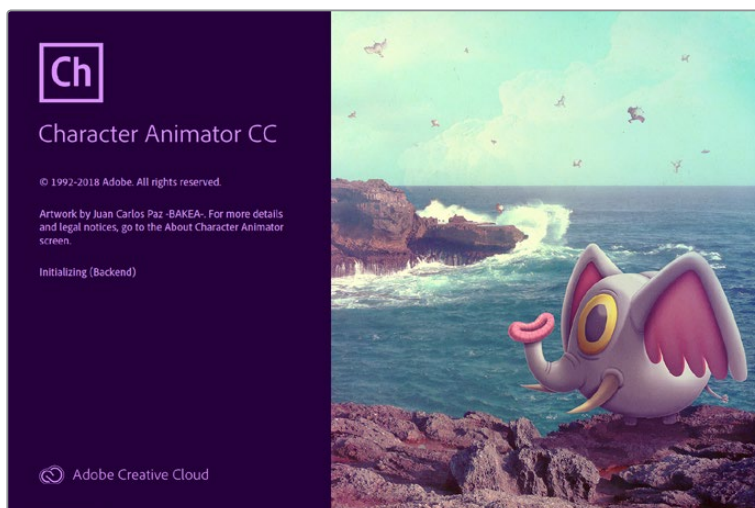 Ch
Character Animator CC
© 1992-2018 Adobe. All rights reserved.
Artwork by Juan Carlos Paz -BAKEA-. For more details
and legal notices, go to the About Character Animator
screen.
Initializing (Backend)
Adobe Creative Cloud